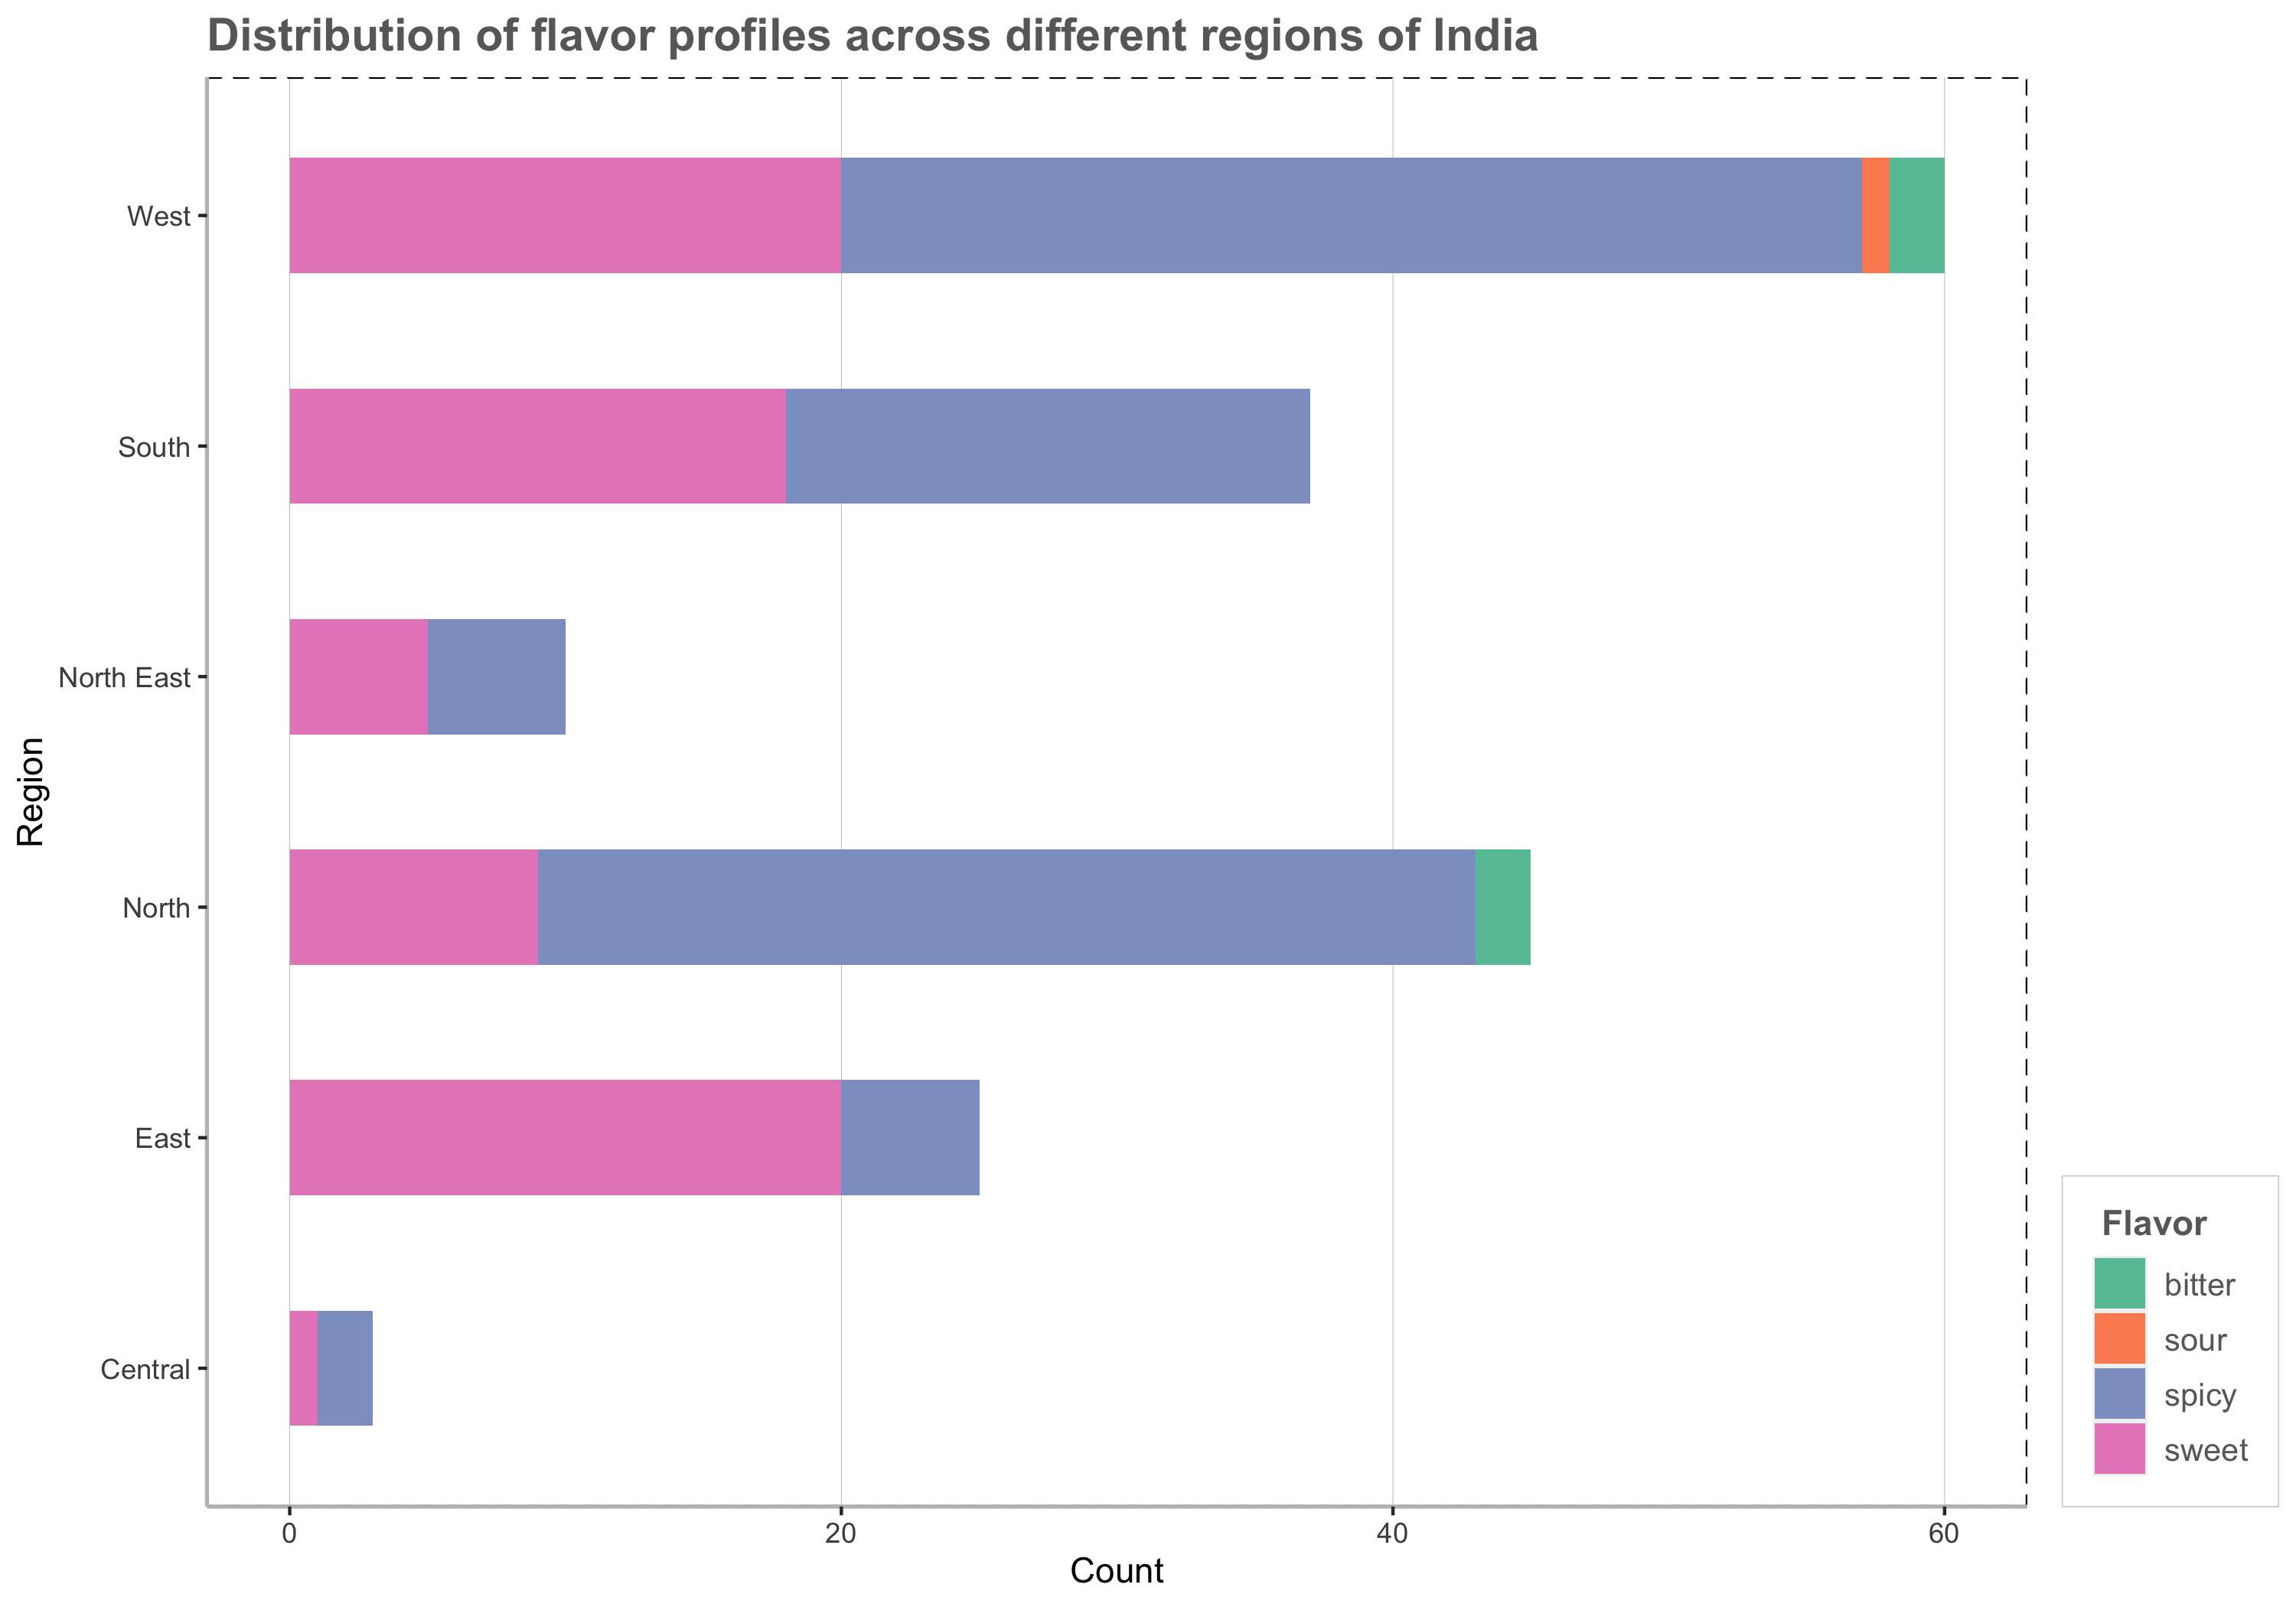 Distribution of flavor profiles across different regions of India
West
South
North East
North
East
Central
Region
0 20 40 60
Count
Flavor
bitter
sour
spicy
sweet